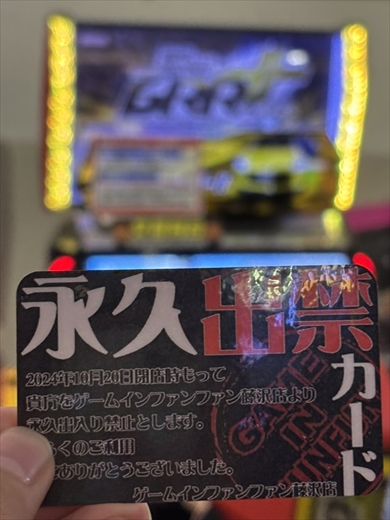 永久出禁
カード
2024年10月20日閉店時もって
貴方をゲームインファンファン藤沢店より
永久出入り禁止とします。
くのご利用
ありがとうございました。
ゲームインファンファン藤沢店
GAME
IN